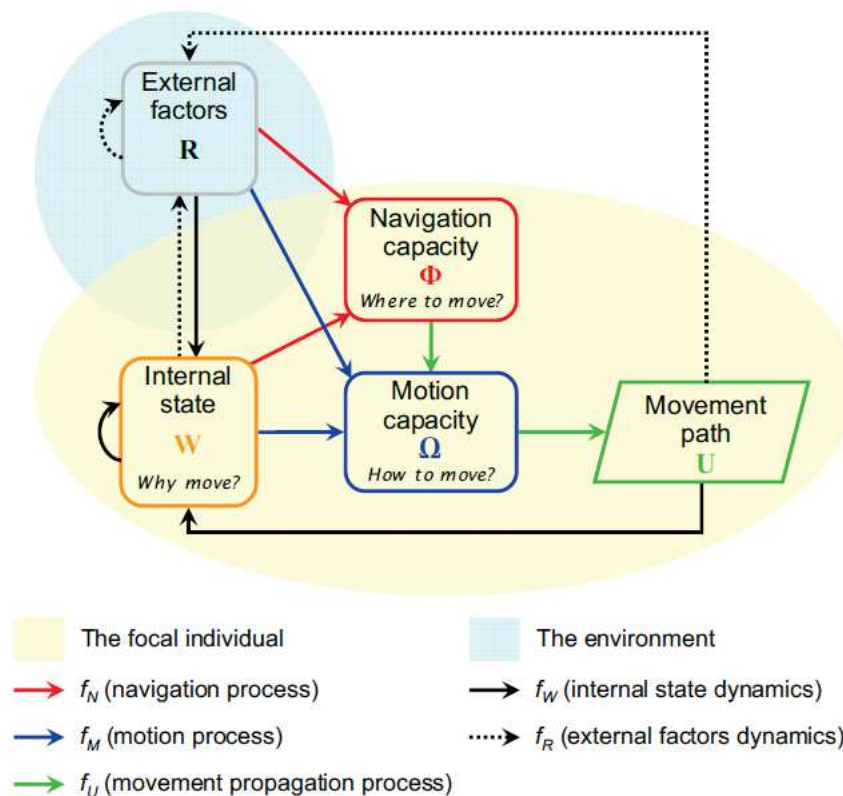 External
factors
R
Navigation
capacity
Φ
Where to move?
Internal
state
W
Why move?
Motion
capacity
Ω
How to move?
Movement
path
U
The focal individual
The environment
f_N (navigation process)
f_W (internal state dynamics)
f_M (motion process)
f_R (external factors dynamics)
f_U (movement propagation process)